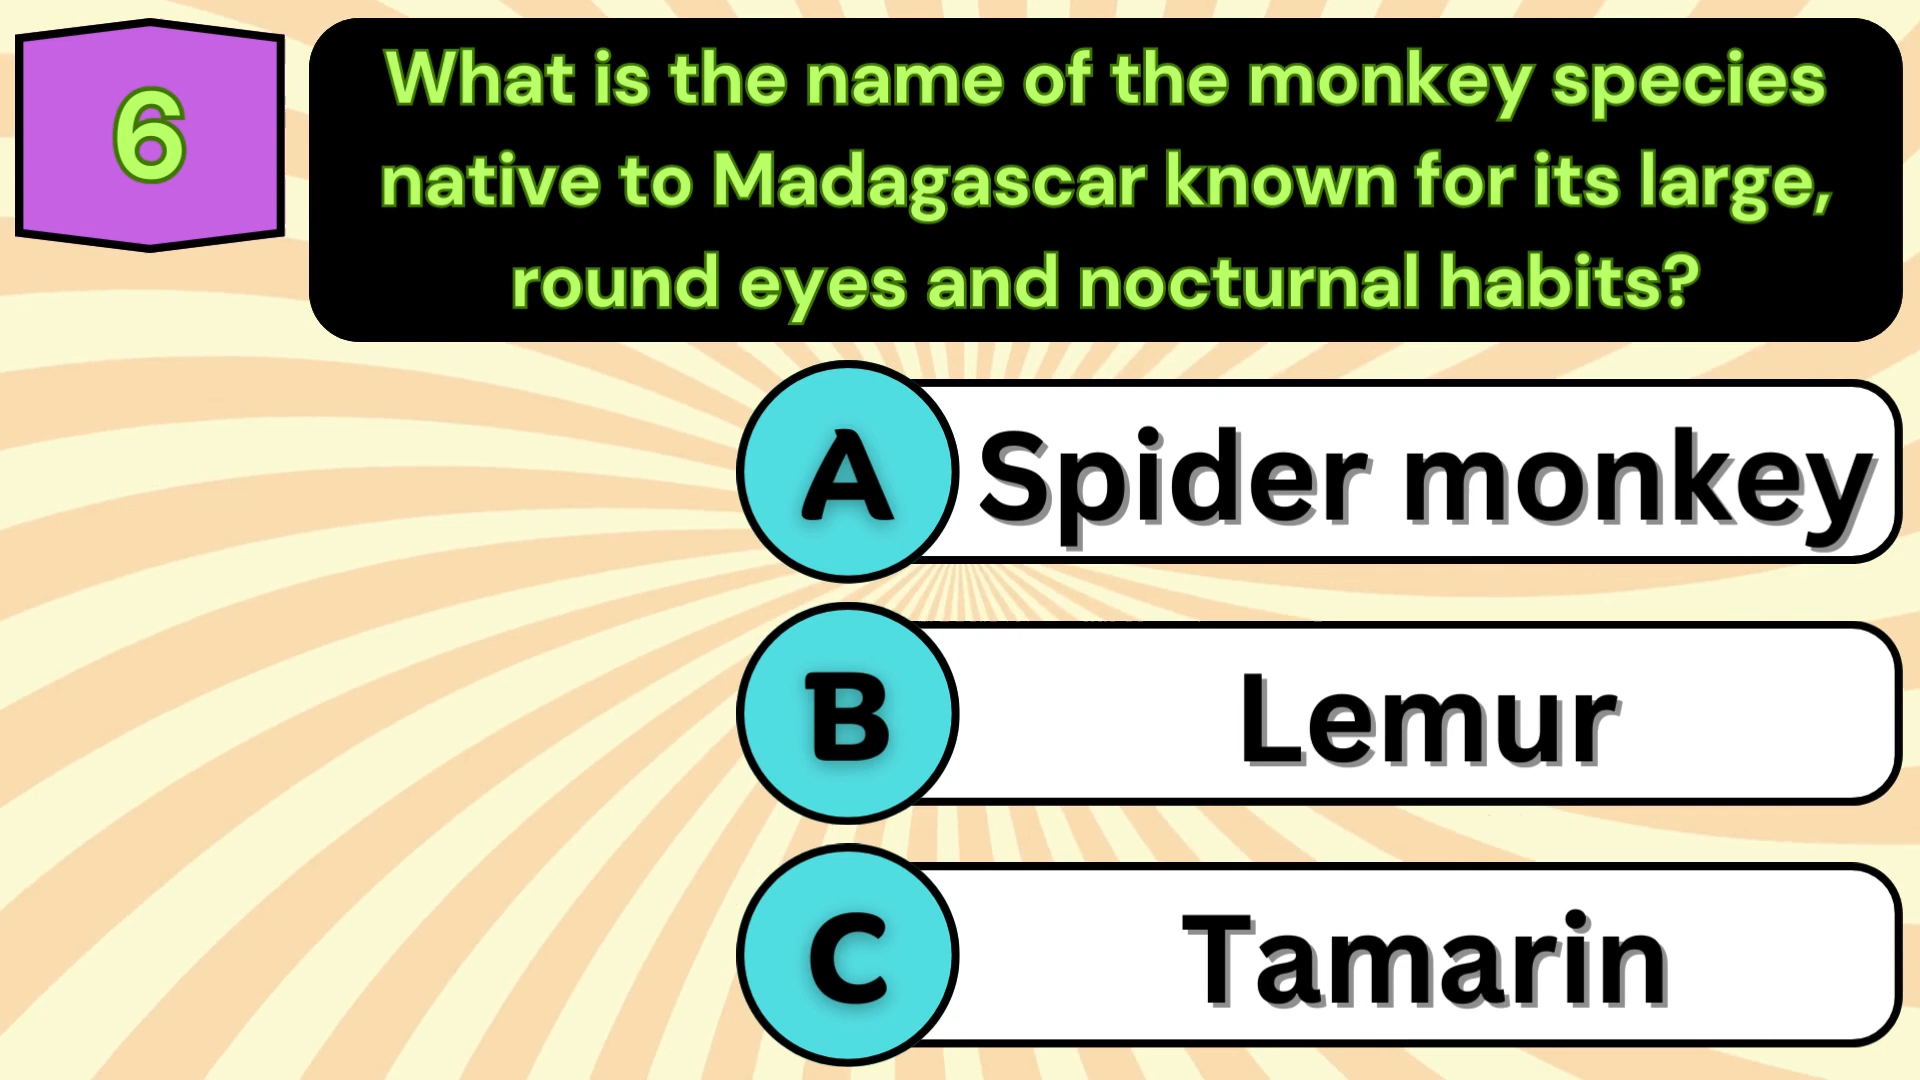 6
What is the name of the monkey species
native to Madagascar known for its large,
round eyes and nocturnal habits?
A Spider monkey
B Lemur
C Tamarin